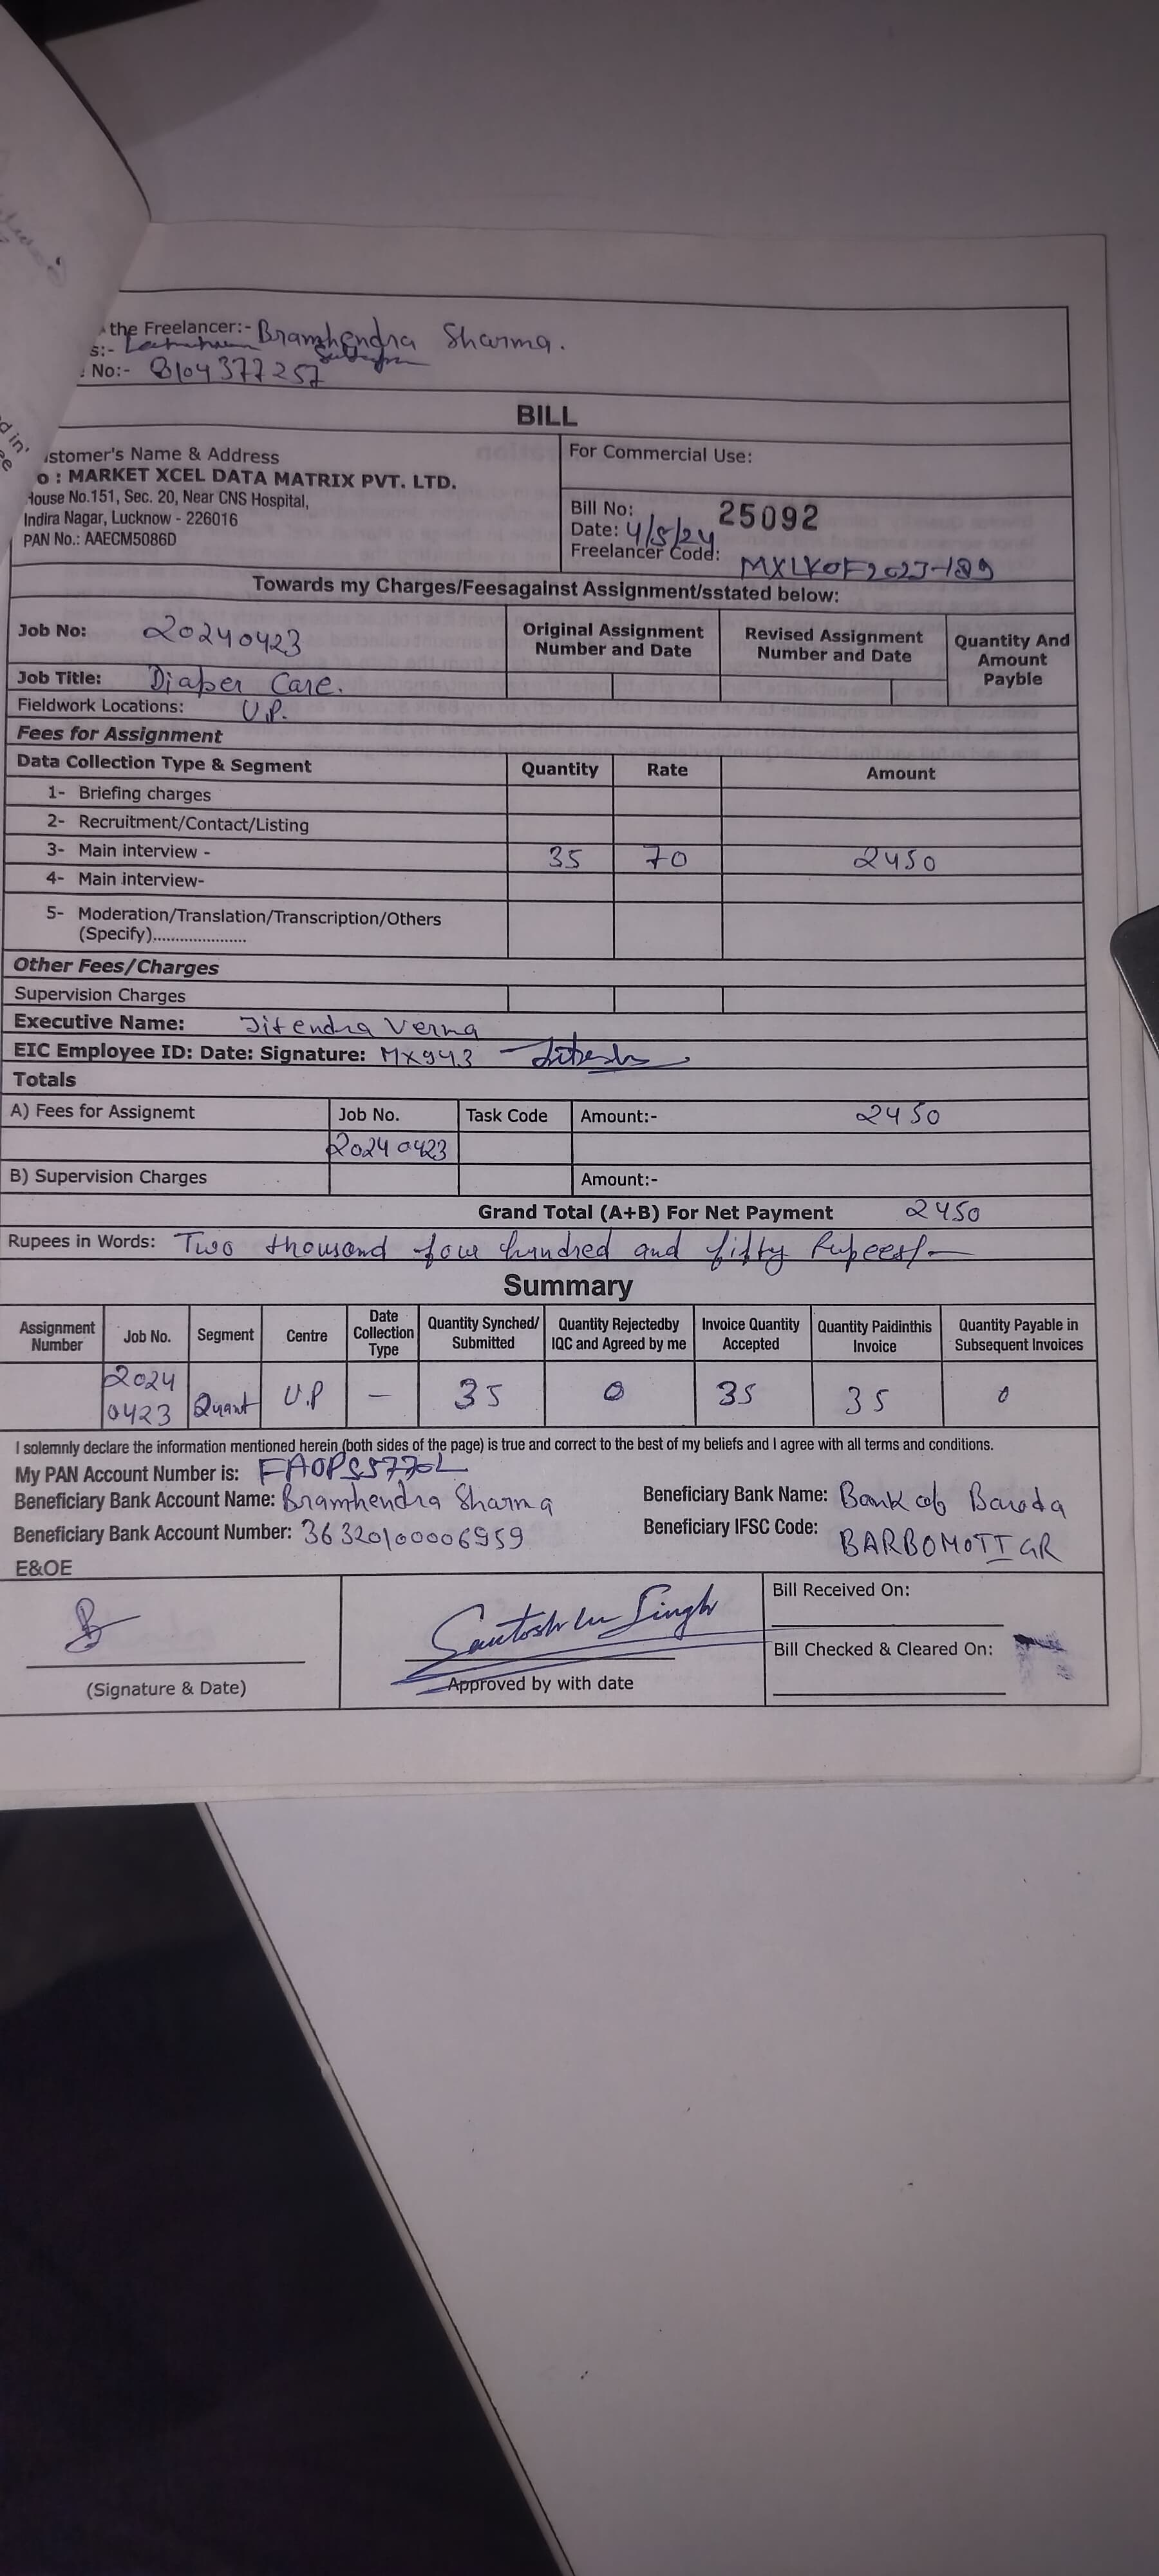 the Freelancer:- Bramhendra Sharma.
s:-
No:- 8104377257
BILL
stomer's Name & Address
o : MARKET XCEL DATA MATRIX PVT. LTD.
House No.151, Sec. 20, Near CNS Hospital,
Indira Nagar, Lucknow - 226016
PAN No.: AAECM5086D
For Commercial Use:
Bill No: 25092
Date: 4/5/24
Freelancer Code: MXLKOF2023-189
Towards my Charges/Feesagainst Assignment/sstated below:
Job No: 20240423
Original Assignment Number and Date
Revised Assignment Number and Date
Quantity And Amount Payble
Job Title: Diaper Care.
Fieldwork Locations: U.P.
Fees for Assignment
Data Collection Type & Segment Quantity Rate Amount
1- Briefing charges
2- Recruitment/Contact/Listing
3- Main interview - 35 70 2450
4- Main interview-
5- Moderation/Translation/Transcription/Others
(Specify).....................
Other Fees/Charges
Supervision Charges
Executive Name: Jitendra Verma
EIC Employee ID: Date: Signature: MX943
Totals
A) Fees for Assignemt Job No. Task Code Amount:- 2450
20240423
B) Supervision Charges Amount:-
Grand Total (A+B) For Net Payment 2450
Rupees in Words: Two thousand four hundred and fifty Rupees/-
Summary
Assignment Number Job No. Segment Centre Date Collection Type Quantity Synched/ Submitted Quantity Rejectedby IQC and Agreed by me Invoice Quantity Accepted Quantity Paidinthis Invoice Quantity Payable in Subsequent Invoices
2024 0423 Quant U.P — 35 0 35 35 0
I solemnly declare the information mentioned herein (both sides of the page) is true and correct to the best of my beliefs and I agree with all terms and conditions.
My PAN Account Number is:
Beneficiary Bank Account Name: Bramhendra Sharma
Beneficiary Bank Name: Bank of Baroda
Beneficiary Bank Account Number: 36320100006959
Beneficiary IFSC Code: BARBOMOTIGR
E&OE
Santosh Singh
Bill Received On:
Bill Checked & Cleared On:
(Signature & Date)
Approved by with date